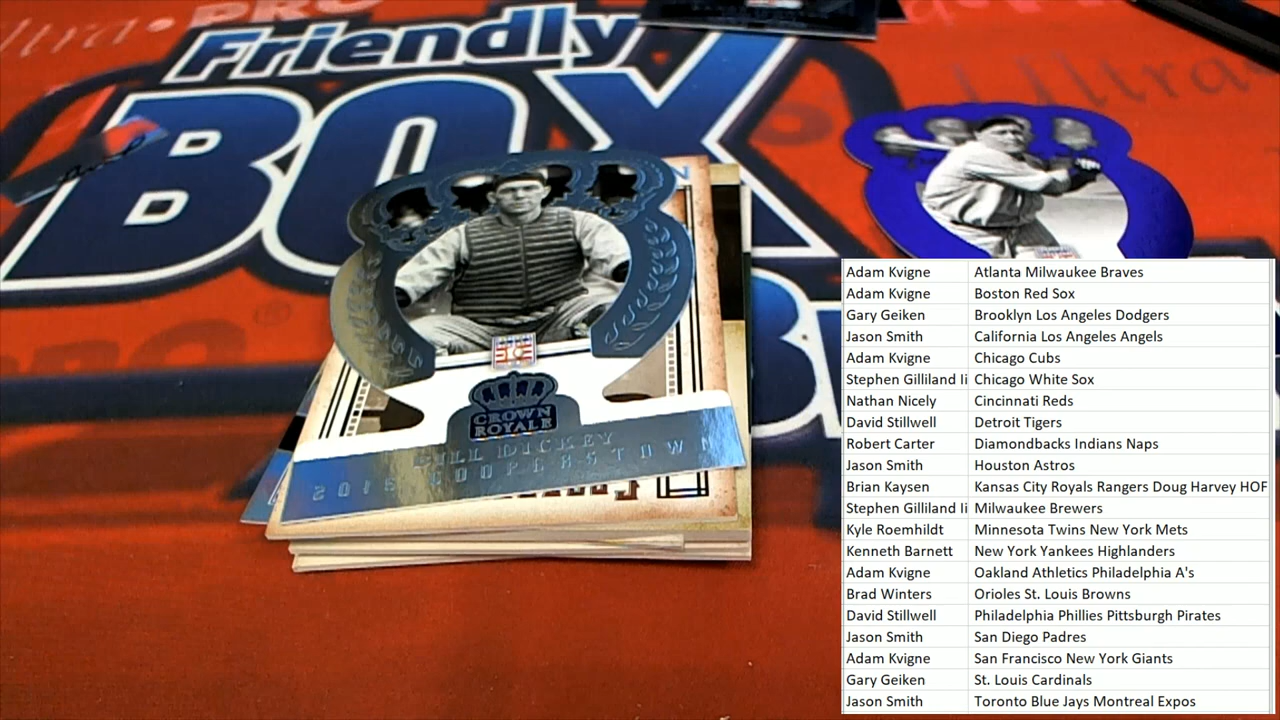 PRO
Ultra
Friendly
BOX
CROWN
ROYALE
BILL DICKEY
2015 COOPERSTOWN
Adam Kvigne Atlanta Milwaukee Braves
Adam Kvigne Boston Red Sox
Gary Geiken Brooklyn Los Angeles Dodgers
Jason Smith California Los Angeles Angels
Adam Kvigne Chicago Cubs
Stephen Gilliland Ii Chicago White Sox
Nathan Nicely Cincinnati Reds
David Stillwell Detroit Tigers
Robert Carter Diamondbacks Indians Naps
Jason Smith Houston Astros
Brian Kaysen Kansas City Royals Rangers Doug Harvey HOF
Stephen Gilliland Ii Milwaukee Brewers
Kyle Roemhildt Minnesota Twins New York Mets
Kenneth Barnett New York Yankees Highlanders
Adam Kvigne Oakland Athletics Philadelphia A's
Brad Winters Orioles St. Louis Browns
David Stillwell Philadelphia Phillies Pittsburgh Pirates
Jason Smith San Diego Padres
Adam Kvigne San Francisco New York Giants
Gary Geiken St. Louis Cardinals
Jason Smith Toronto Blue Jays Montreal Expos